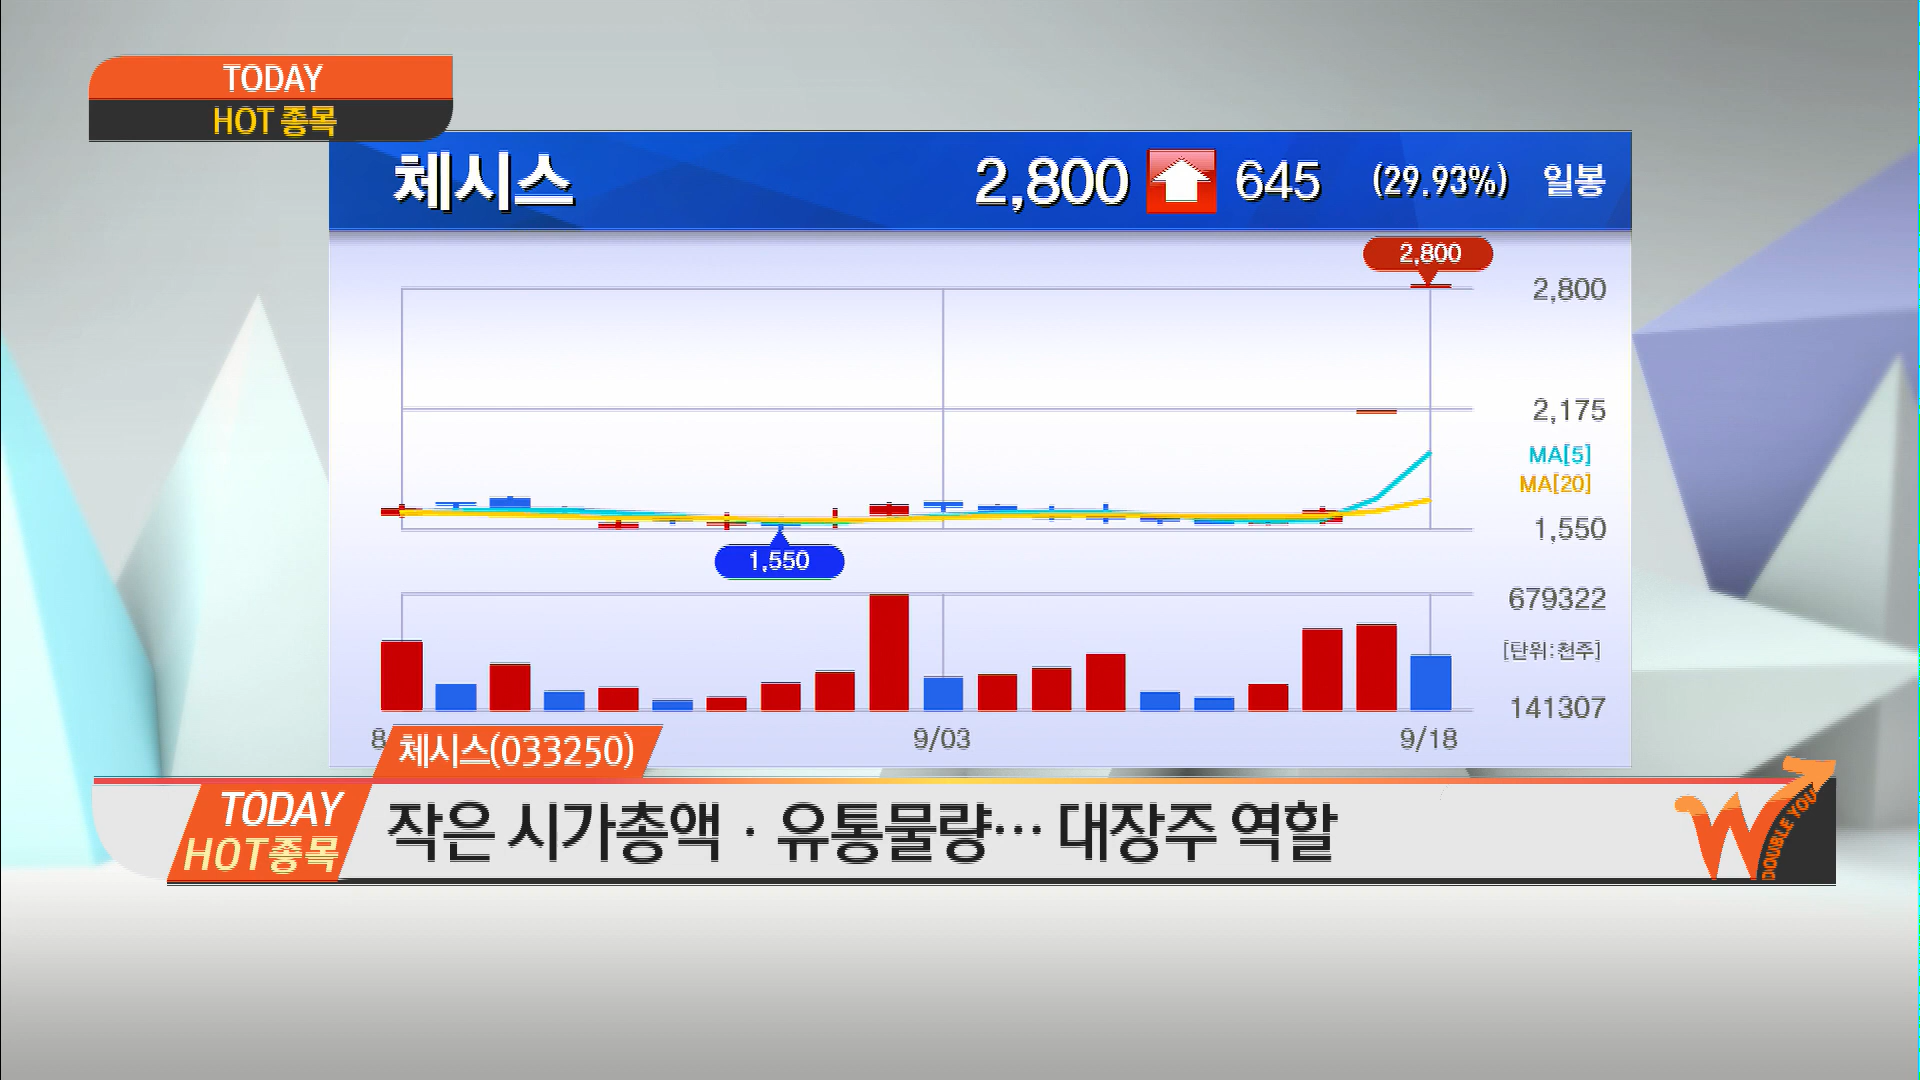 TODAY
HOT 종목
체시스 2,800 645 (29.93%) 일봉
2,800
2,800
2,175
MA[5]
MA[20]
1,550
1,550
679322
[단위:천주]
141307
8
9/03
9/18
체시스(033250)
TODAY
HOT종목
작은 시가총액 · 유통물량… 대장주 역할
W
DOUBLE YOU